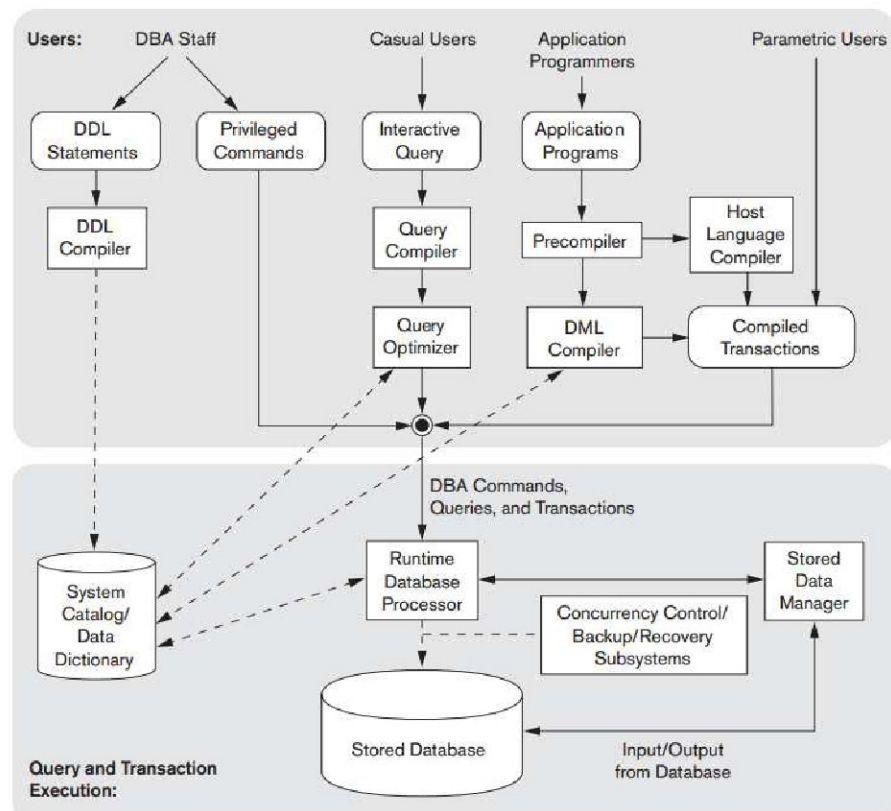 Users:
DBA Staff
Casual Users
Application
Programmers
Parametric Users
DDL
Statements
Privileged
Commands
Interactive
Query
Application
Programs
DDL
Compiler
Query
Compiler
Precompiler
Host
Language
Compiler
Query
Optimizer
DML
Compiler
Compiled
Transactions
DBA Commands,
Queries, and Transactions
System
Catalog/
Data
Dictionary
Runtime
Database
Processor
Stored
Data
Manager
Concurrency Control/
Backup/Recovery
Subsystems
Stored Database
Input/Output
from Database
Query and Transaction
Execution: